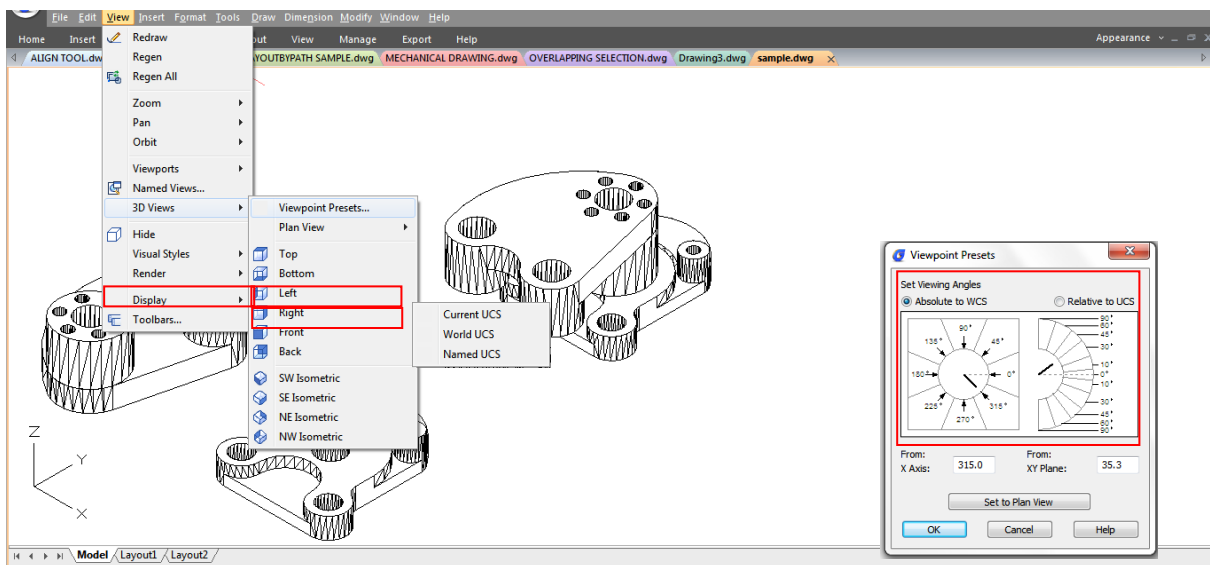 File Edit View Insert Format Tools Draw Dimension Modify Window Help
Home Insert out View Manage Export Help Appearance
ALIGN TOOL.dw YOUTBYPATH SAMPLE.dwg MECHANICAL DRAWING.dwg OVERLAPPING SELECTION.dwg Drawing3.dwg sample.dwg
Redraw
Regen
Regen All
Zoom
Pan
Orbit
Viewports
Named Views...
3D Views
Hide
Visual Styles
Render
Display
Toolbars...
Viewpoint Presets...
Plan View
Top
Bottom
Left
Right
Front
Back
SW Isometric
SE Isometric
NE Isometric
NW Isometric
Current UCS
World UCS
Named UCS
Viewpoint Presets
Set Viewing Angles
Absolute to WCS Relative to UCS
90°
135° 45°
180° 0°
225° 315°
270°
90°
60°
45°
30°
10°
0°
-10°
-30°
45°
60°
90°
From: From:
X Axis: 315.0 XY Plane: 35.3
Set to Plan View
OK Cancel Help
Z
Y
X
Model Layout1 Layout2